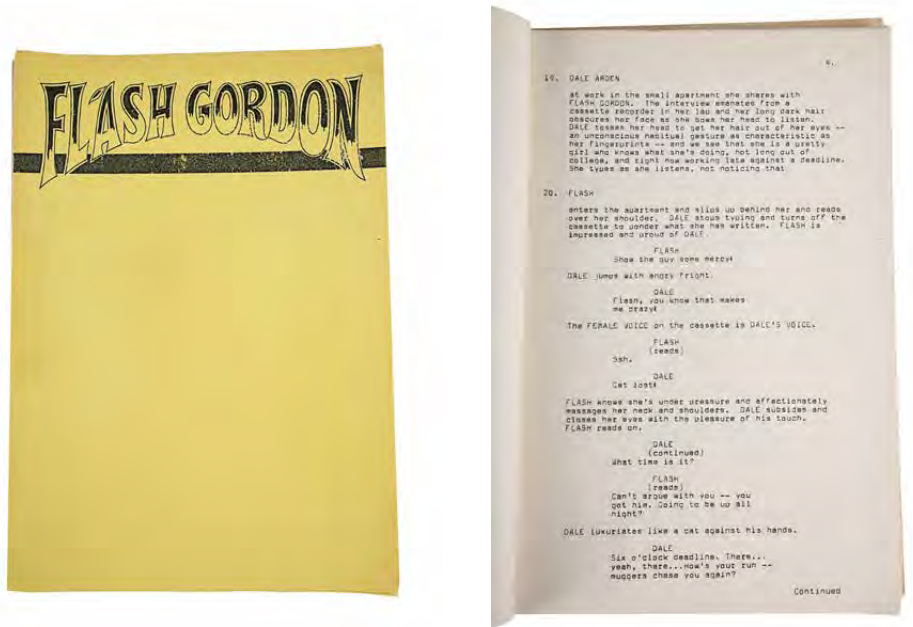 FLASH GORDON
19. DALE ARDEN
at work in the small apartment she shares with
FLASH GORDON. The interview emanates from a
cassette recorder in her lap and her long dark hair
obscures her face as she bows her head to listen.
DALE tosses her head to get her hair out of her eyes --
an unconscious habitual gesture as characteristic as
her fingerprints -- and we see that she is a pretty
girl who knows what she's doing, not long out of
college, and right now working late against a deadline.
She types as she listens, not noticing that
20. FLASH
enters the apartment and slips up behind her and reads
over her shoulder. DALE stops typing and turns off the
cassette to ponder what she has written. FLASH is
impressed and proud of DALE.
FLASH
Show the guy some mercy!
DALE jumps with angry fright.
DALE
Flash, you know that makes
me crazy!
The FEMALE VOICE on the cassette is DALE'S VOICE.
FLASH
(reads)
Ssh.
DALE
Get lost!
FLASH knows she's under pressure and affectionately
massages her neck and shoulders. DALE subsides and
closes her eyes with the pleasure of his touch.
FLASH reads on.
DALE
(continued)
What time is it?
FLASH
(reads)
Can't argue with you -- you
got him. Going to be up all
night?
DALE luxuriates like a cat against his hands.
DALE
Six o'clock deadline. There...
yeah, there...How's your run --
muggers chase you again?
Continued